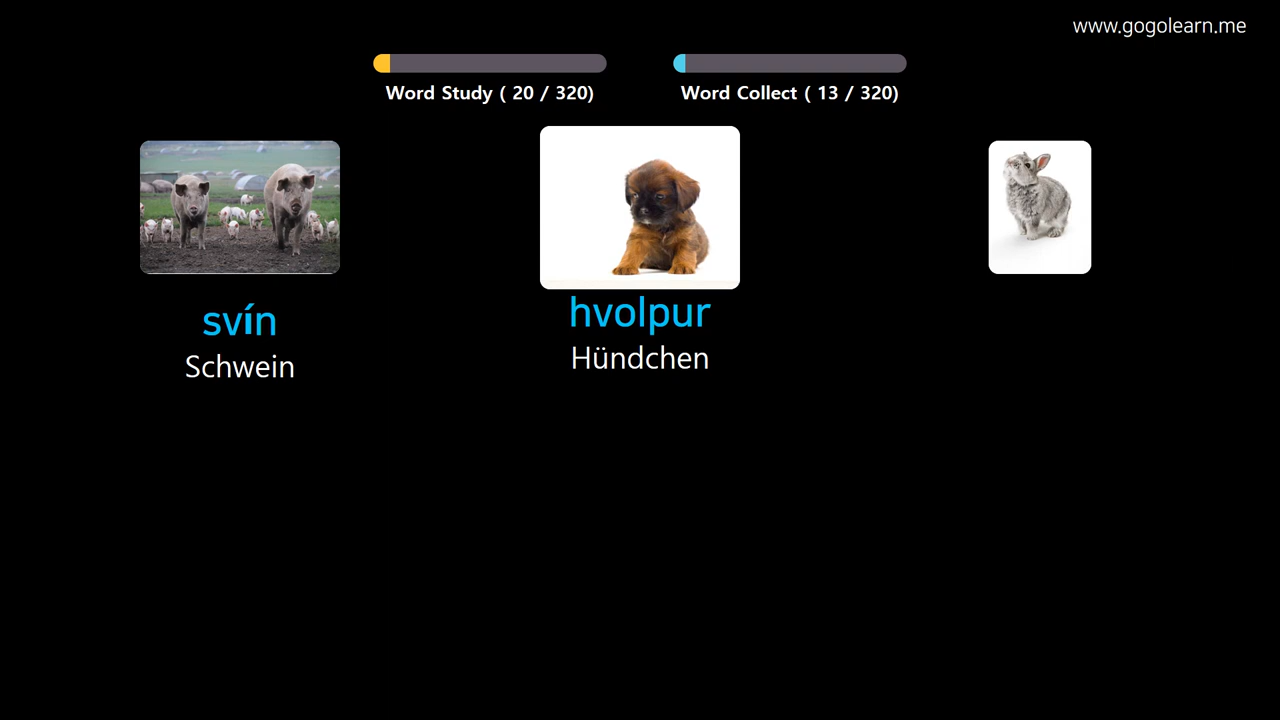 www.gogolearn.me
Word Study ( 20 / 320)
Word Collect ( 13 / 320)
svín
Schwein
hvolpur
Hündchen